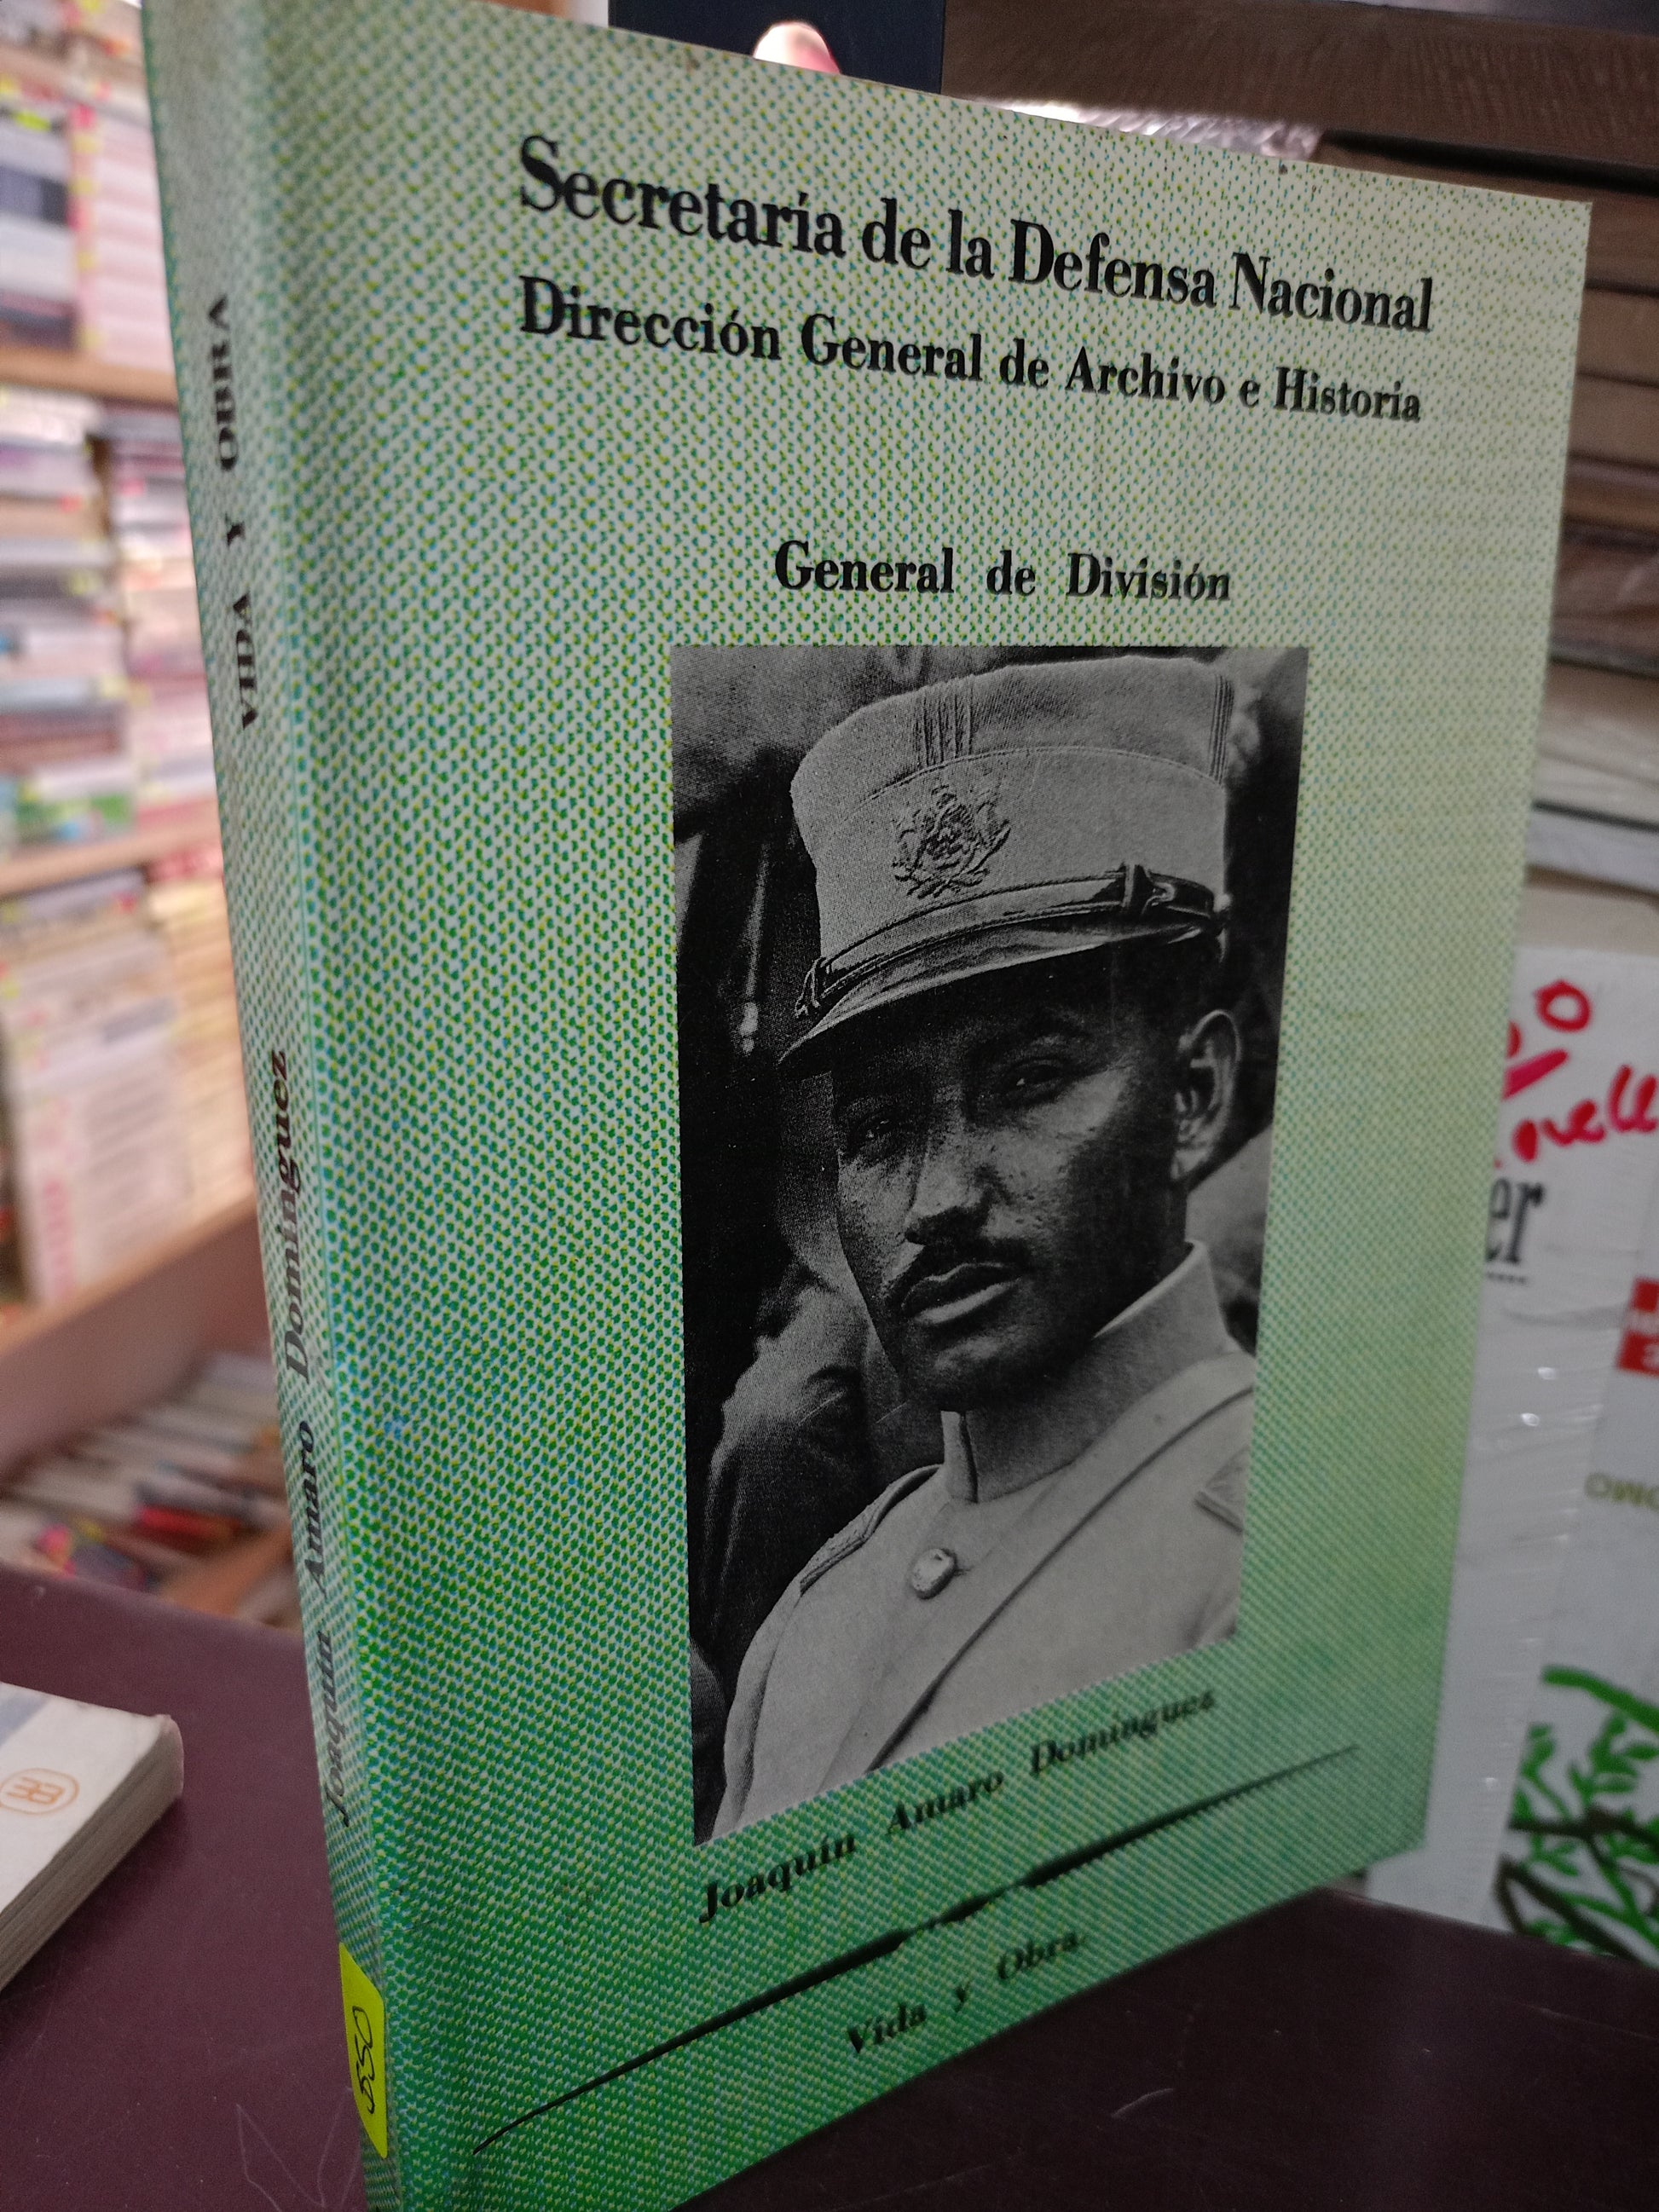 Secretaría de la Defensa Nacional
Dirección General de Archivo e Historia
General de División
Joaquín Amaro Domínguez
Vida y Obra.
Joaquín Amaro Domínguez VIDA Y OBRA
er